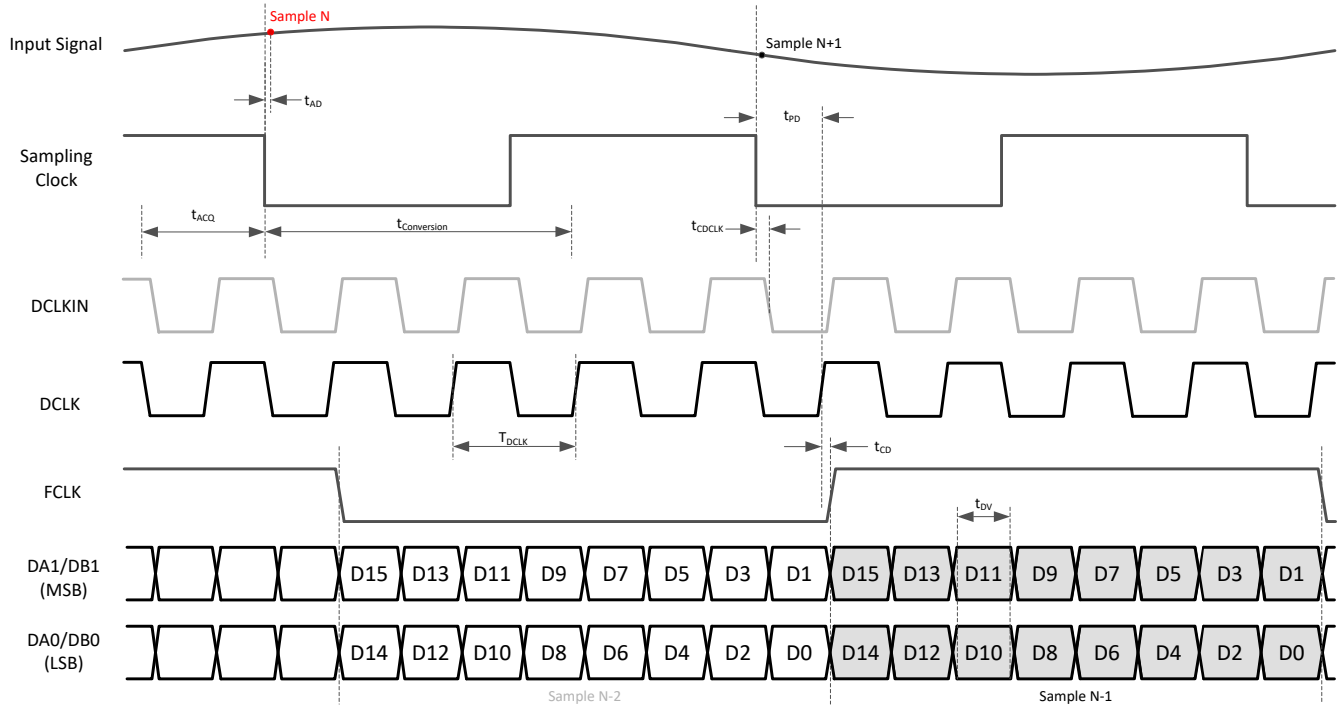 Sample N
Input Signal
Sample N+1
tAD
tPD
Sampling
Clock
tACQ
tConversion
tCDCLK
DCLKIN
DCLK
TDCLK
tCD
FCLK
tDV
DA1/DB1
(MSB)
D15 D13 D11 D9 D7 D5 D3 D1 D15 D13 D11 D9 D7 D5 D3 D1
DA0/DB0
(LSB)
D14 D12 D10 D8 D6 D4 D2 D0 D14 D12 D10 D8 D6 D4 D2 D0
Sample N-2
Sample N-1